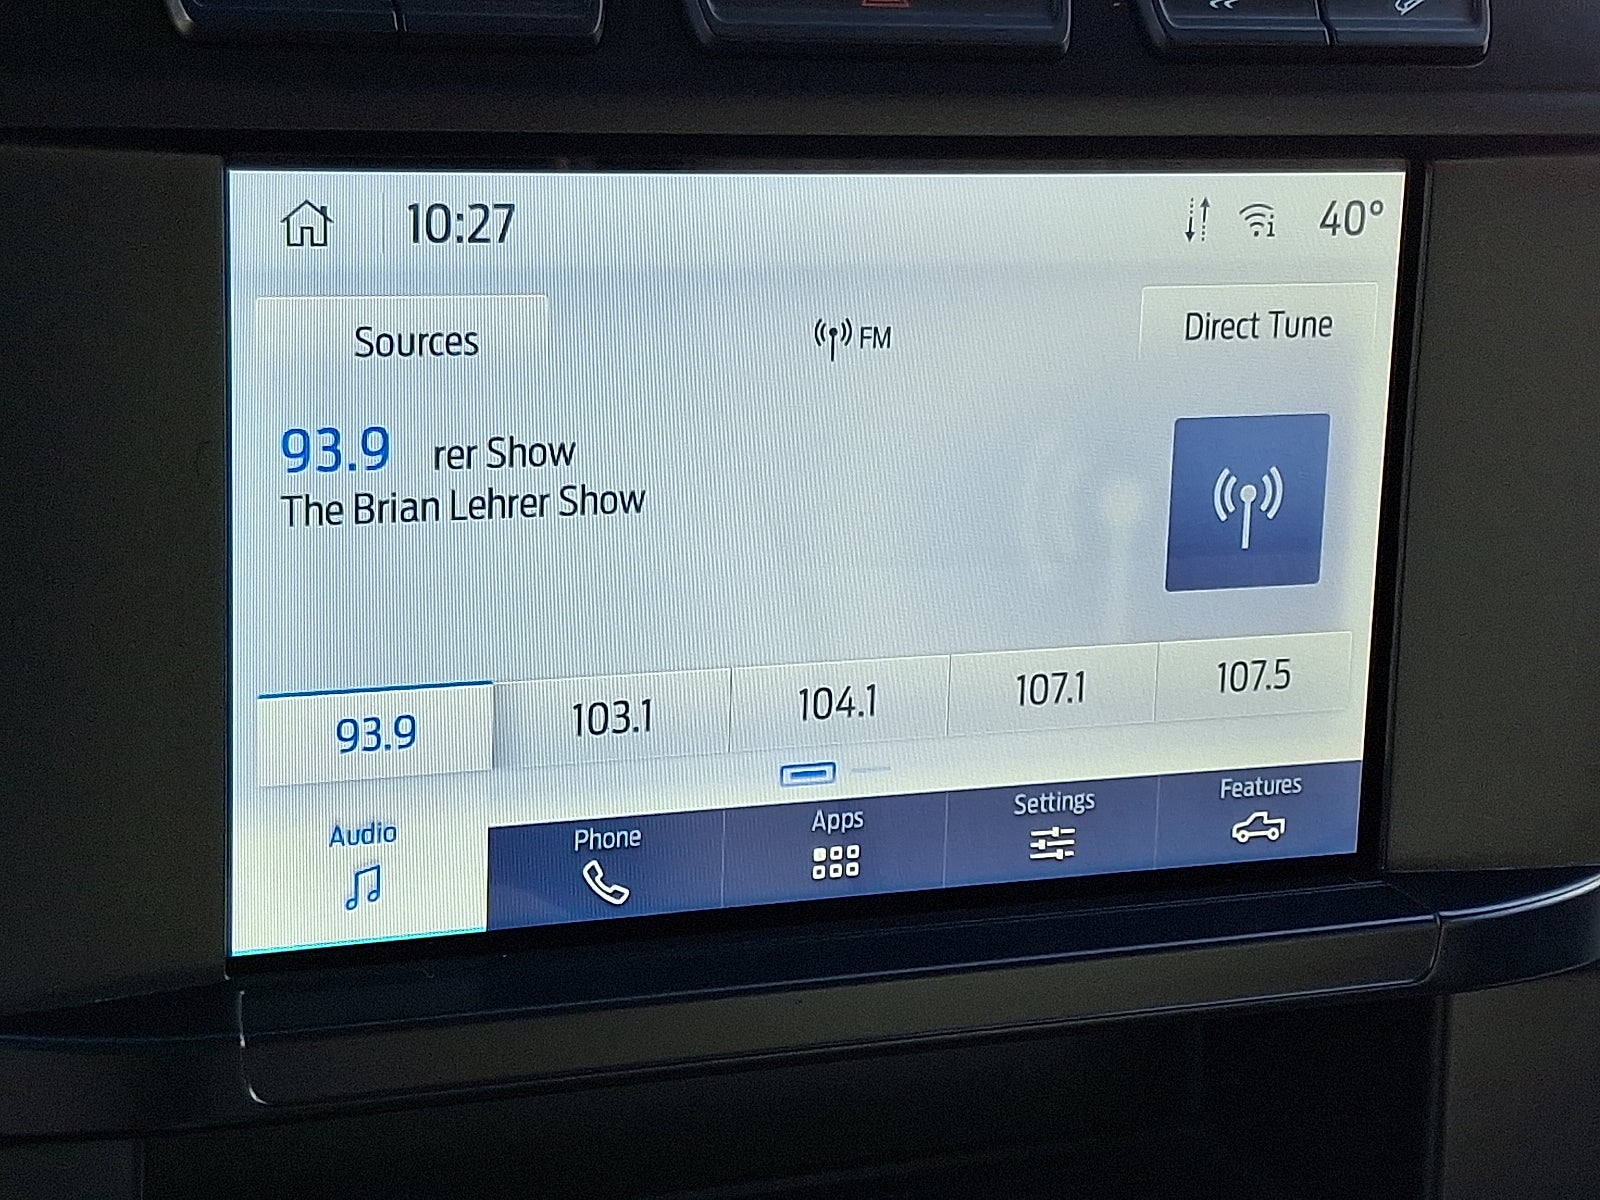 10:27 40°
Sources FM Direct Tune
93.9 rer Show
The Brian Lehrer Show
93.9 103.1 104.1 107.1 107.5
Audio Phone Apps Settings Features